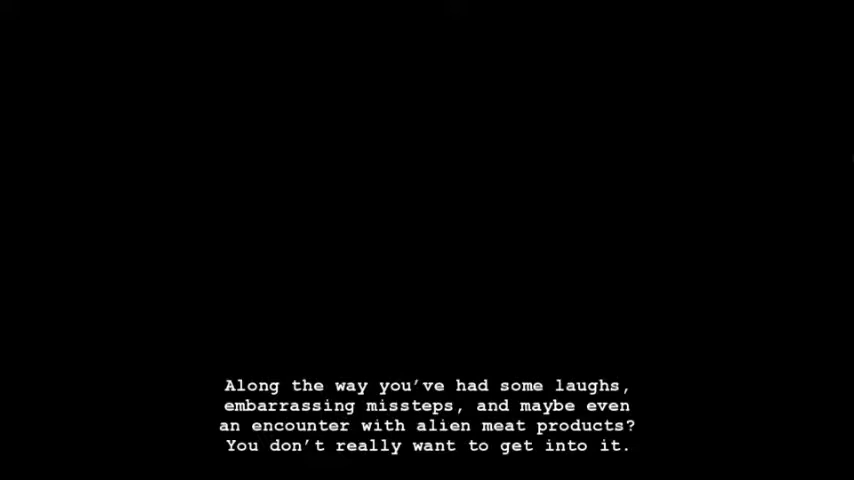 Along the way you’ve had some laughs,
embarrassing missteps, and maybe even
an encounter with alien meat products?
You don’t really want to get into it.